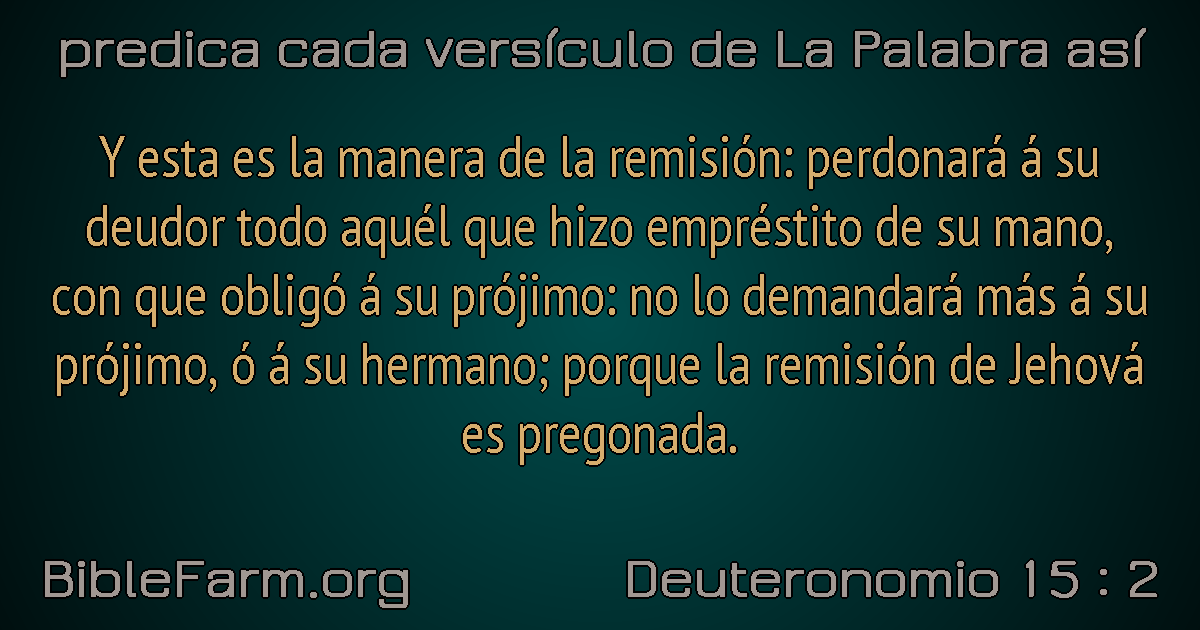 predica cada versículo de La Palabra así
Y esta es la manera de la remisión: perdonará á su
deudor todo aquél que hizo empréstito de su mano,
con que obligó á su prójimo: no lo demandará más á su
prójimo, ó á su hermano; porque la remisión de Jehová
es pregonada.
BibleFarm.org
Deuteronomio 15 : 2